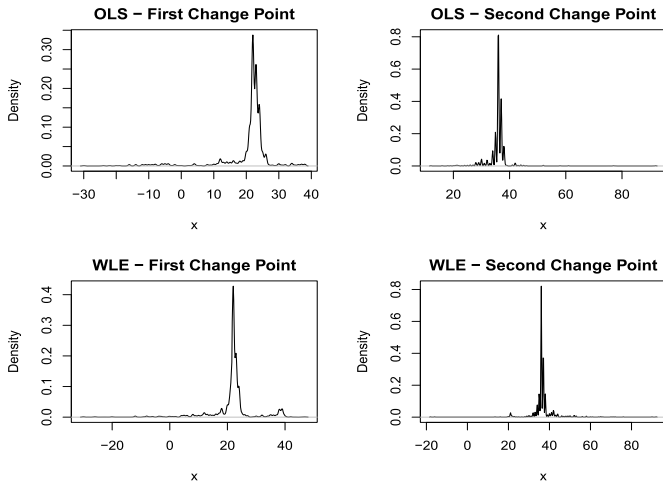 OLS − First Change Point
Density
0.00 0.10 0.20 0.30
−30 −10 0 10 20 30 40
x
OLS − Second Change Point
Density
0.0 0.2 0.4 0.6 0.8
20 40 60 80
x
WLE − First Change Point
Density
0.0 0.1 0.2 0.3 0.4
−20 0 20 40
x
WLE − Second Change Point
Density
0.0 0.2 0.4 0.6 0.8
−20 0 20 40 60 80
x